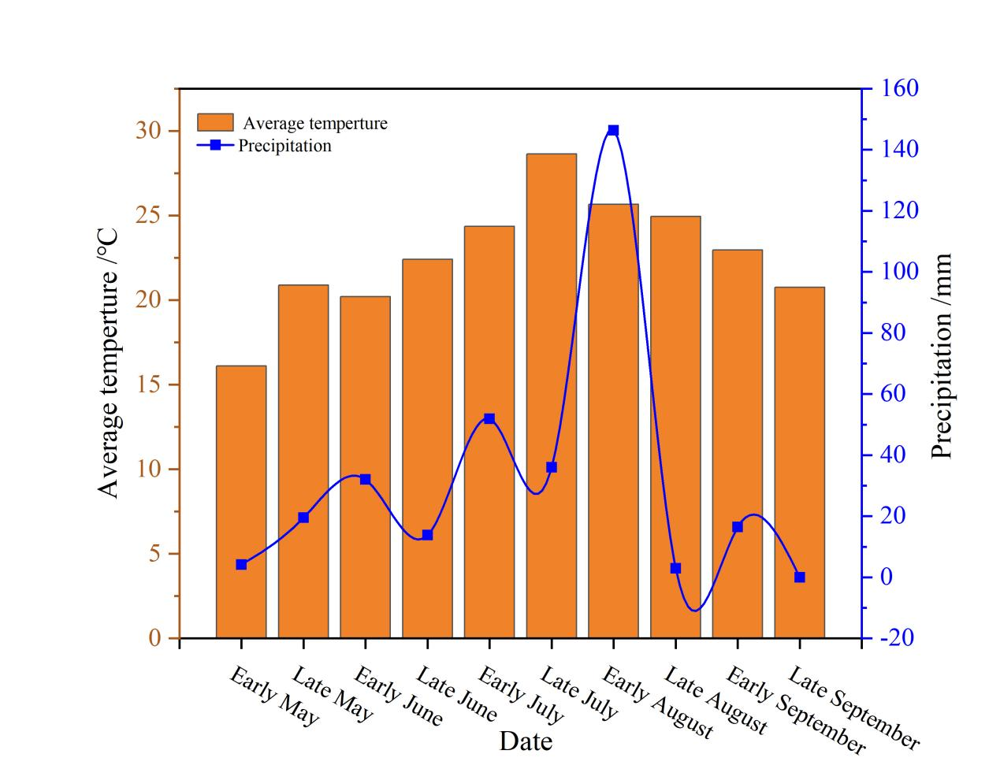 Average temperture
Precipitation
30
25
20
15
10
5
0
Average temperture /°C
160
140
120
100
80
60
40
20
0
-20
Precipitation /mm
Early May
Late May
Early June
Late June
Early July
Late July
Early August
Late August
Early September
Late September
Date